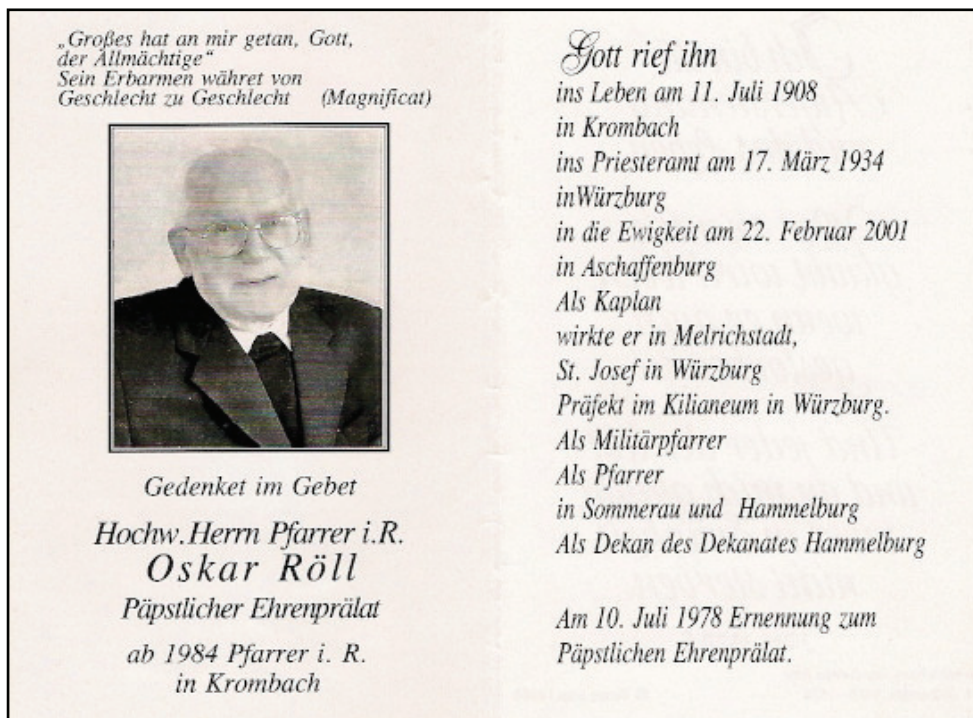 „Großes hat an mir getan, Gott,
der Allmächtige“
Sein Erbarmen währet von
Geschlecht zu Geschlecht (Magnificat)
Gedenket im Gebet
Hochw.Herrn Pfarrer i.R.
Oskar Röll
Päpstlicher Ehrenprälat
ab 1984 Pfarrer i. R.
in Krombach
Gott rief ihn
ins Leben am 11. Juli 1908
in Krombach
ins Priesteramt am 17. März 1934
inWürzburg
in die Ewigkeit am 22. Februar 2001
in Aschaffenburg
Als Kaplan
wirkte er in Melrichstadt,
St. Josef in Würzburg
Präfekt im Kilianeum in Würzburg.
Als Militärpfarrer
Als Pfarrer
in Sommerau und Hammelburg
Als Dekan des Dekanates Hammelburg
Am 10. Juli 1978 Ernennung zum
Päpstlichen Ehrenprälat.